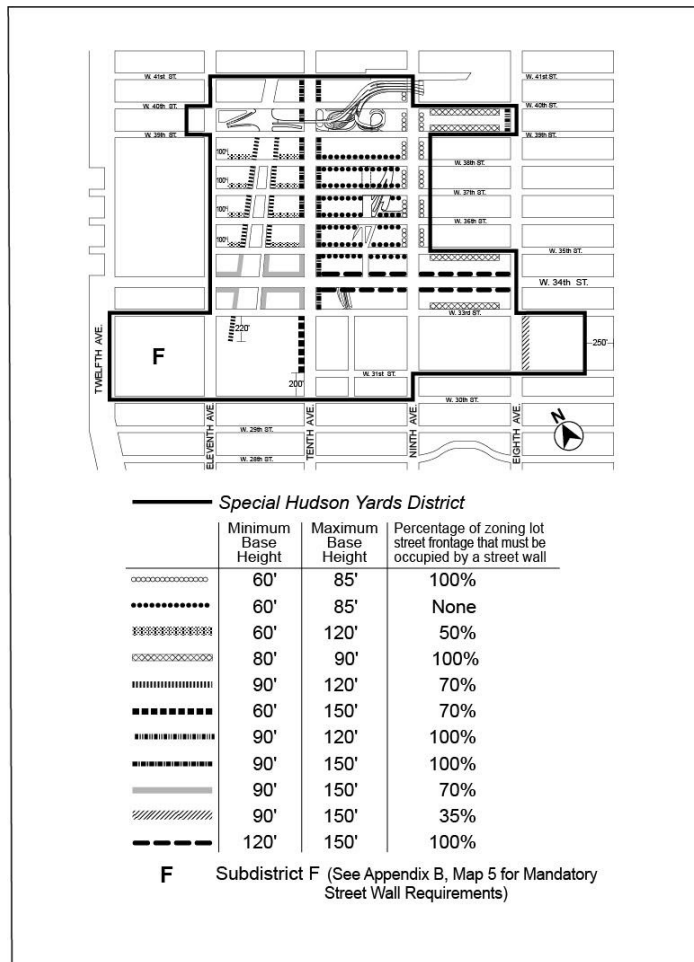 W. 41st ST.
W. 41st ST.
W. 40th ST.
W. 40th ST.
W. 39th ST.
W. 39th ST.
100'
W. 38th ST.
100'
W. 37th ST.
100'
W. 36th ST.
100'
W. 35th ST.
W. 34th ST.
W. 33rd ST.
220'
F
250'
W. 31st ST.
200'
W. 30th ST.
TWELFTH AVE.
ELEVENTH AVE.
TENTH AVE.
NINTH AVE.
EIGHTH AVE.
N
W. 29th ST.
W. 28th ST.
Special Hudson Yards District
Minimum Base Height
Maximum Base Height
Percentage of zoning lot street frontage that must be occupied by a street wall
60' 85' 100%
60' 85' None
60' 120' 50%
80' 90' 100%
90' 120' 70%
60' 150' 70%
90' 120' 100%
90' 150' 100%
90' 150' 70%
90' 150' 35%
120' 150' 100%
F Subdistrict F (See Appendix B, Map 5 for Mandatory
Street Wall Requirements)